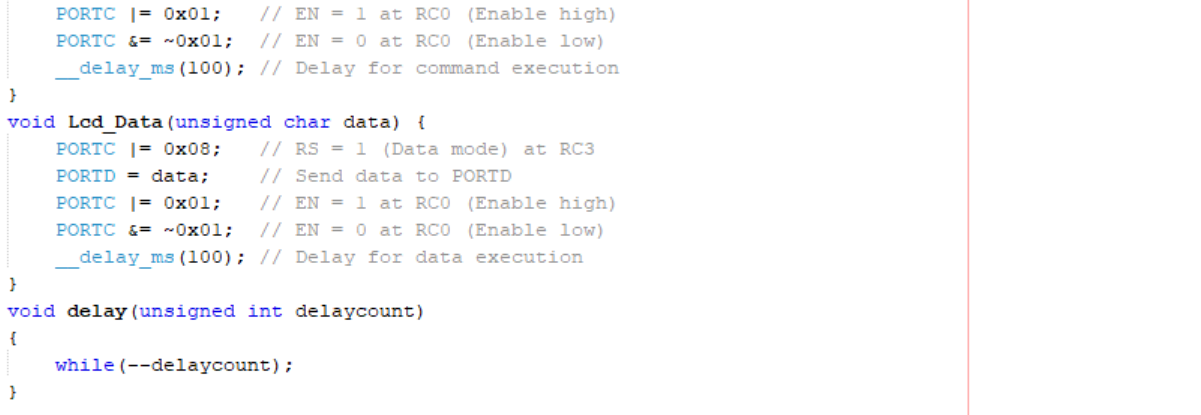 PORTC |= 0x01;   // EN = 1 at RC0 (Enable high)
    PORTC &= ~0x01;  // EN = 0 at RC0 (Enable low)
    __delay_ms(100); // Delay for command execution
}
void Lcd_Data(unsigned char data) {
    PORTC |= 0x08;   // RS = 1 (Data mode) at RC3
    PORTD = data;    // Send data to PORTD
    PORTC |= 0x01;   // EN = 1 at RC0 (Enable high)
    PORTC &= ~0x01;  // EN = 0 at RC0 (Enable low)
    __delay_ms(100); // Delay for data execution
}
void delay(unsigned int delaycount)
{
    while(--delaycount);
}